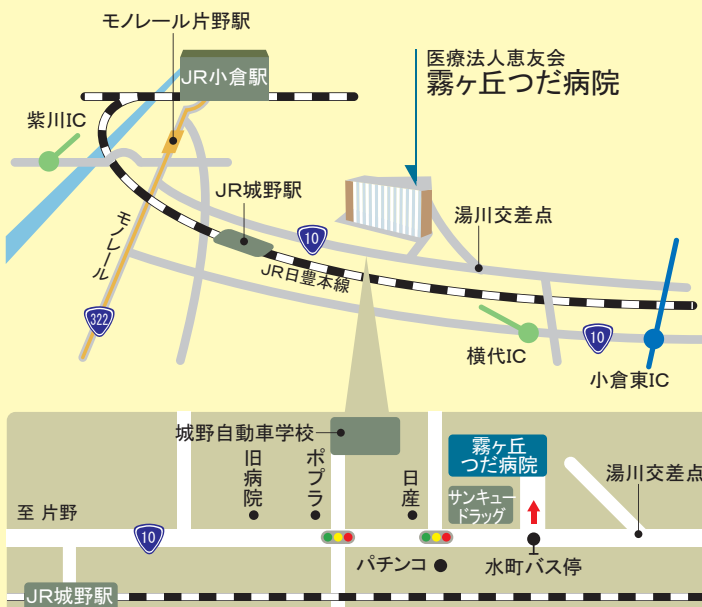 モノレール片野駅
JR小倉駅
医療法人恵友会
霧ヶ丘つだ病院
紫川IC
JR城野駅
湯川交差点
10
モノレール
JR日豊本線
322
横代IC
10
小倉東IC
城野自動車学校
旧病院
ポプラ
日産
霧ヶ丘
つだ病院
サンキュー
ドラッグ
湯川交差点
至 片野
10
パチンコ
水町バス停
JR城野駅